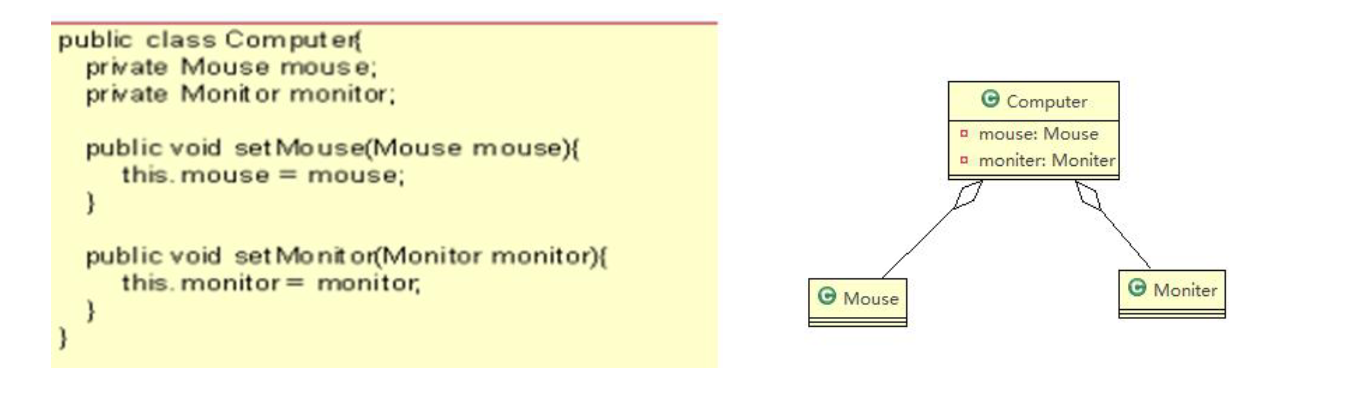 public class Computer{
private Mouse mouse;
private Monitor monitor;
public void setMouse(Mouse mouse){
this.mouse = mouse;
}
public void setMonitor(Monitor monitor){
this.monitor = monitor;
}
}
C Computer
mouse: Mouse
moniter: Moniter
C Mouse
C Moniter